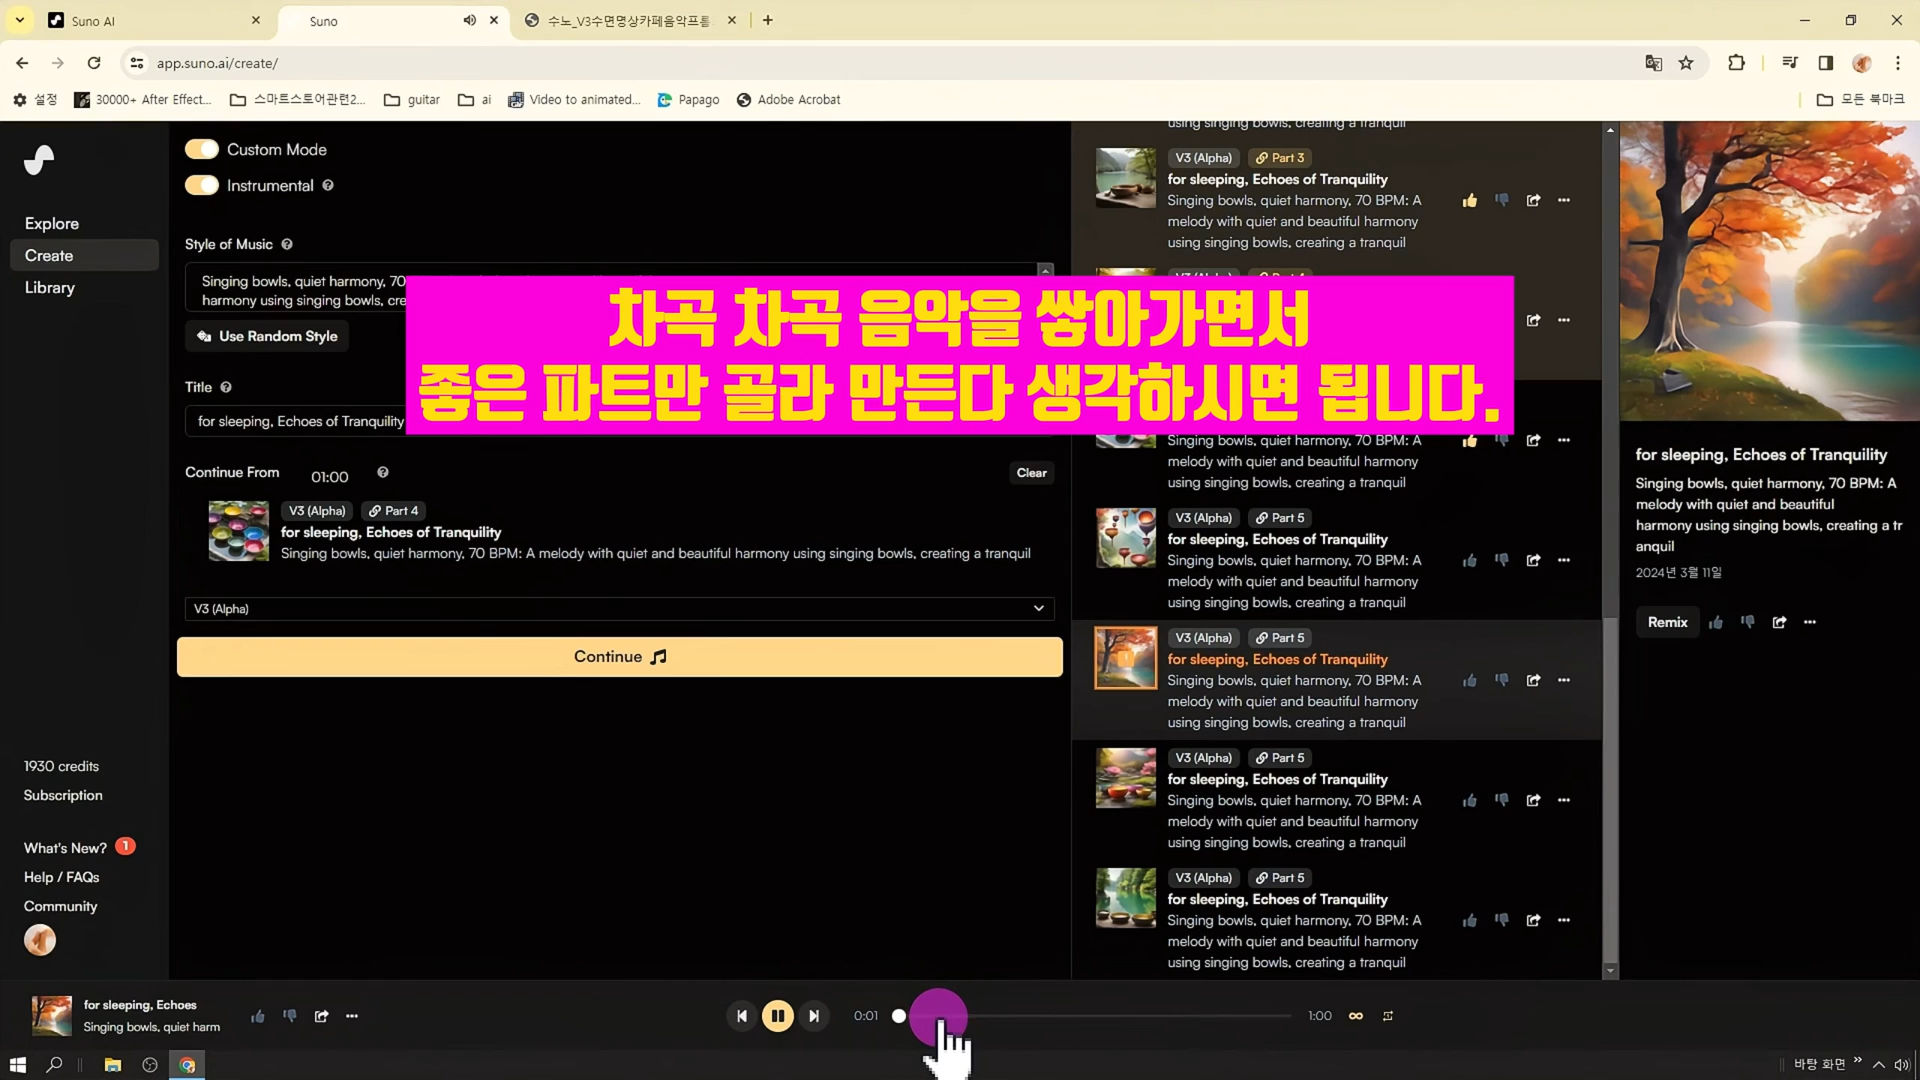 Suno AI
Suno
수노_V3수면명상카페음악프롬
app.suno.ai/create/
설정
30000+ After Effect...
스마트스토어관련2...
guitar
ai
Video to animated...
Papago
Adobe Acrobat
모든 북마크
Explore
Create
Library
1930 credits
Subscription
What's New? 1
Help / FAQs
Community
Custom Mode
Instrumental
Style of Music
Singing bowls, quiet harmony, 70
harmony using singing bowls, cre
Use Random Style
Title
for sleeping, Echoes of Tranquility
차곡 차곡 음악을 쌓아가면서
좋은 파트만 골라 만든다 생각하시면 됩니다.
Continue From 01:00
Clear
V3 (Alpha) Part 4
for sleeping, Echoes of Tranquility
Singing bowls, quiet harmony, 70 BPM: A melody with quiet and beautiful harmony using singing bowls, creating a tranquil
V3 (Alpha)
Continue
using singing bowls, creating a tranquil
V3 (Alpha) Part 3
for sleeping, Echoes of Tranquility
Singing bowls, quiet harmony, 70 BPM: A
melody with quiet and beautiful harmony
using singing bowls, creating a tranquil
Singing bowls, quiet harmony, 70 BPM: A
melody with quiet and beautiful harmony
using singing bowls, creating a tranquil
V3 (Alpha) Part 5
for sleeping, Echoes of Tranquility
Singing bowls, quiet harmony, 70 BPM: A
melody with quiet and beautiful harmony
using singing bowls, creating a tranquil
V3 (Alpha) Part 5
for sleeping, Echoes of Tranquility
Singing bowls, quiet harmony, 70 BPM: A
melody with quiet and beautiful harmony
using singing bowls, creating a tranquil
V3 (Alpha) Part 5
for sleeping, Echoes of Tranquility
Singing bowls, quiet harmony, 70 BPM: A
melody with quiet and beautiful harmony
using singing bowls, creating a tranquil
V3 (Alpha) Part 5
for sleeping, Echoes of Tranquility
Singing bowls, quiet harmony, 70 BPM: A
melody with quiet and beautiful harmony
using singing bowls, creating a tranquil
for sleeping, Echoes of Tranquility
Singing bowls, quiet harmony, 70 BPM: A
melody with quiet and beautiful
harmony using singing bowls, creating a tr
anquil
2024년 3월 11일
Remix
for sleeping, Echoes
Singing bowls, quiet harm
0:01
1:00
바탕 화면